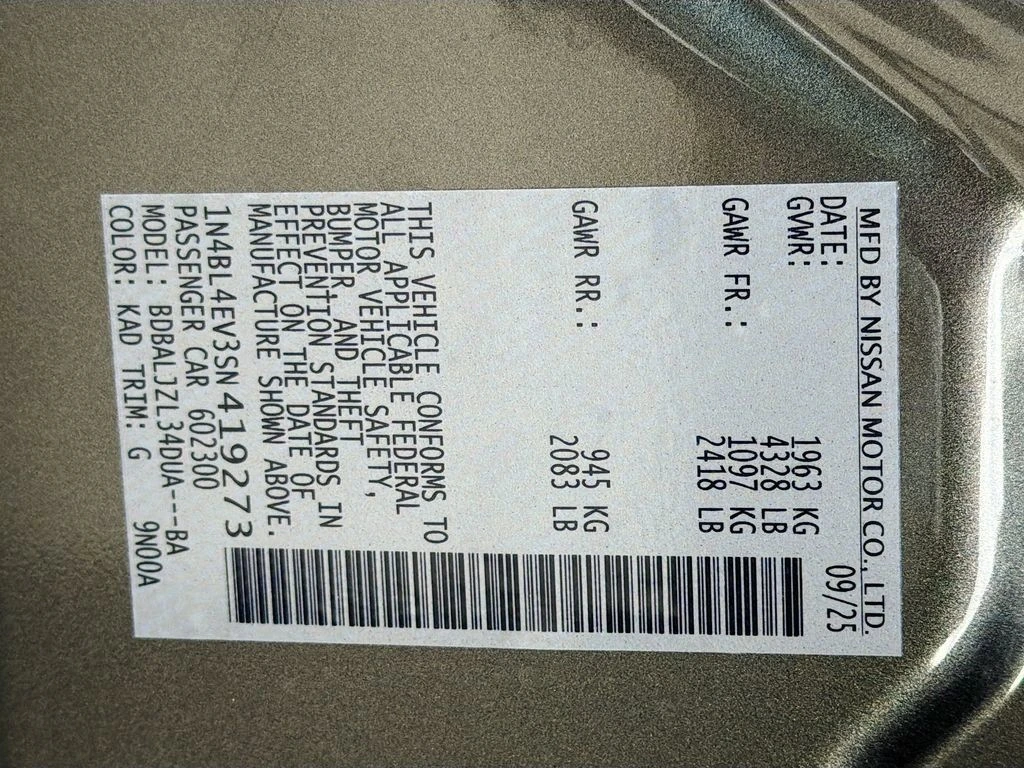 MFD BY NISSAN MOTOR CO., LTD.
DATE: 09/25
GVWR: 1963 KG
4328 LB
GAWR FR.: 1097 KG
2418 LB
GAWR RR.: 945 KG
2083 LB
THIS VEHICLE CONFORMS TO
ALL APPLICABLE FEDERAL
MOTOR VEHICLE SAFETY,
BUMPER, AND THEFT
PREVENTION STANDARDS IN
EFFECT ON THE DATE OF
MANUFACTURE SHOWN ABOVE.
1N4BL4EV3SN419273
PASSENGER CAR 602300
MODEL: BDBALJZL34DUA---BA
COLOR: KAD TRIM: G 9N00A